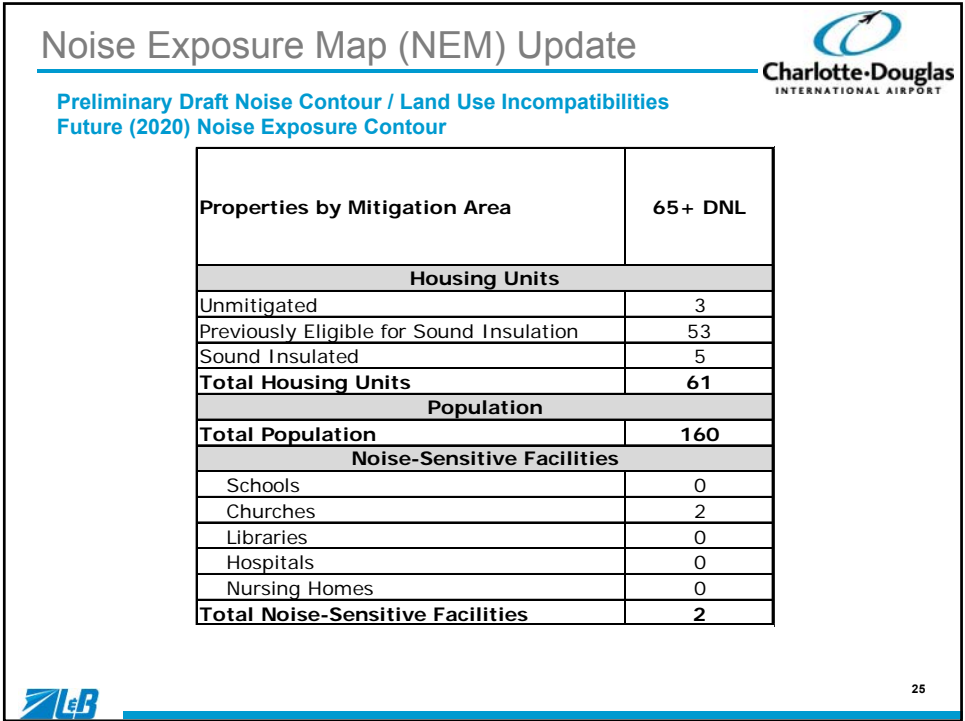 Noise Exposure Map (NEM) Update
Charlotte•Douglas
INTERNATIONAL AIRPORT
Preliminary Draft Noise Contour / Land Use Incompatibilities
Future (2020) Noise Exposure Contour
Properties by Mitigation Area 65+ DNL
Housing Units
Unmitigated 3
Previously Eligible for Sound Insulation 53
Sound Insulated 5
Total Housing Units 61
Population
Total Population 160
Noise-Sensitive Facilities
Schools 0
Churches 2
Libraries 0
Hospitals 0
Nursing Homes 0
Total Noise-Sensitive Facilities 2
L&B
25